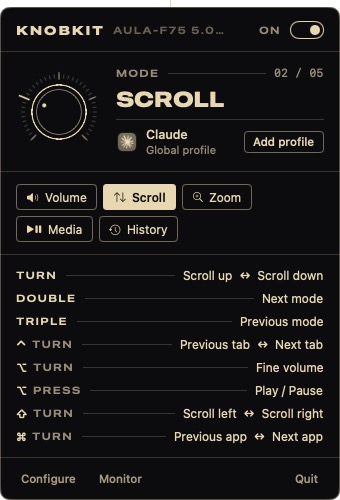 KNOBKIT AULA-F75 5.0... ON
MODE 02 / 05
SCROLL
Claude
Global profile
Add profile
Volume Scroll Zoom
Media History
TURN Scroll up ↔ Scroll down
DOUBLE Next mode
TRIPLE Previous mode
⌃ TURN Previous tab ↔ Next tab
⌥ TURN Fine volume
⌥ PRESS Play / Pause
⇧ TURN Scroll left ↔ Scroll right
⌘ TURN Previous app ↔ Next app
Configure Monitor Quit